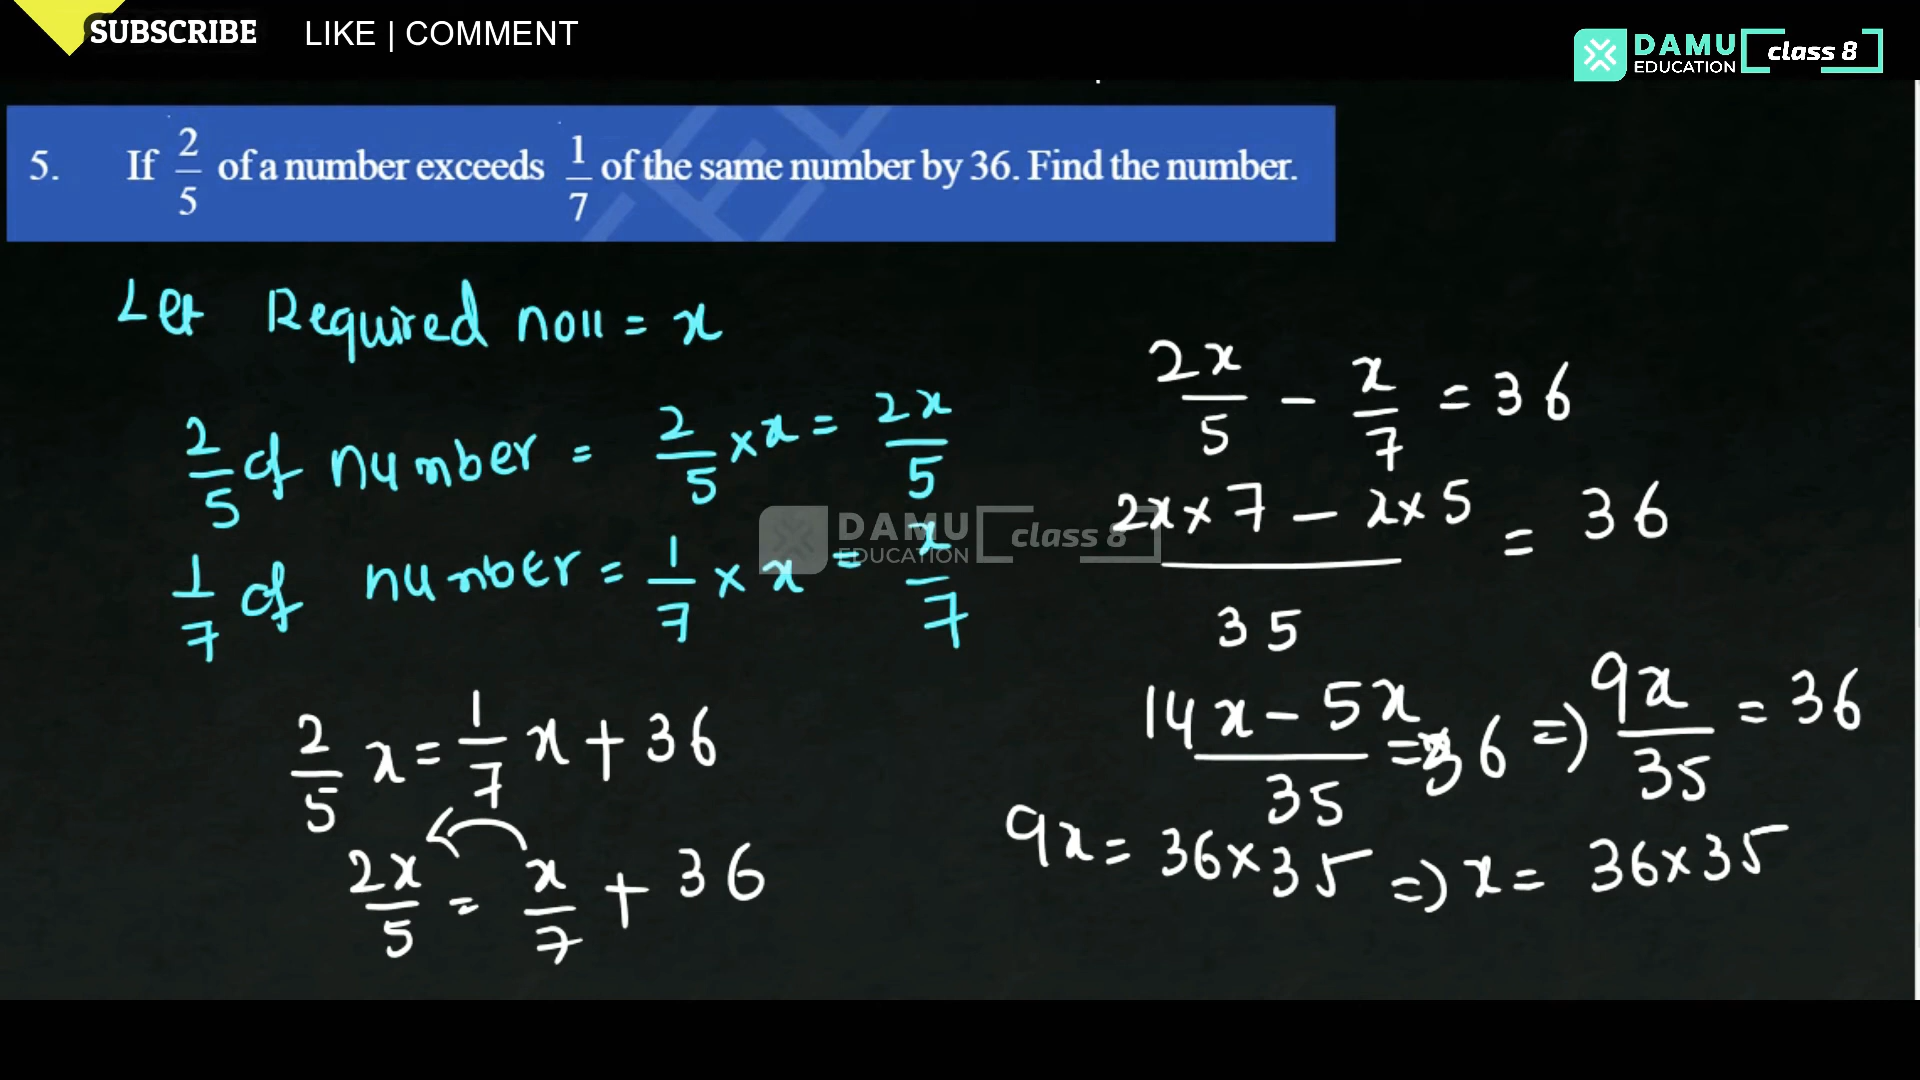 SUBSCRIBE LIKE | COMMENT
DAMU EDUCATION class 8
5. If 2/5 of a number exceeds 1/7 of the same number by 36. Find the number.
Let Required no11 = x
2/5 of number = 2/5 × x = 2x/5
1/7 of number = 1/7 × x = x/7
2/5 x = 1/7 x + 36
2x/5 = x/7 + 36
2x/5 - x/7 = 36
2x×7 - x×5 / 35 = 36
14x - 5x / 35 = 36 => 9x/35 = 36
9x = 36×35 => x = 36×35
DAMU EDUCATION class 8